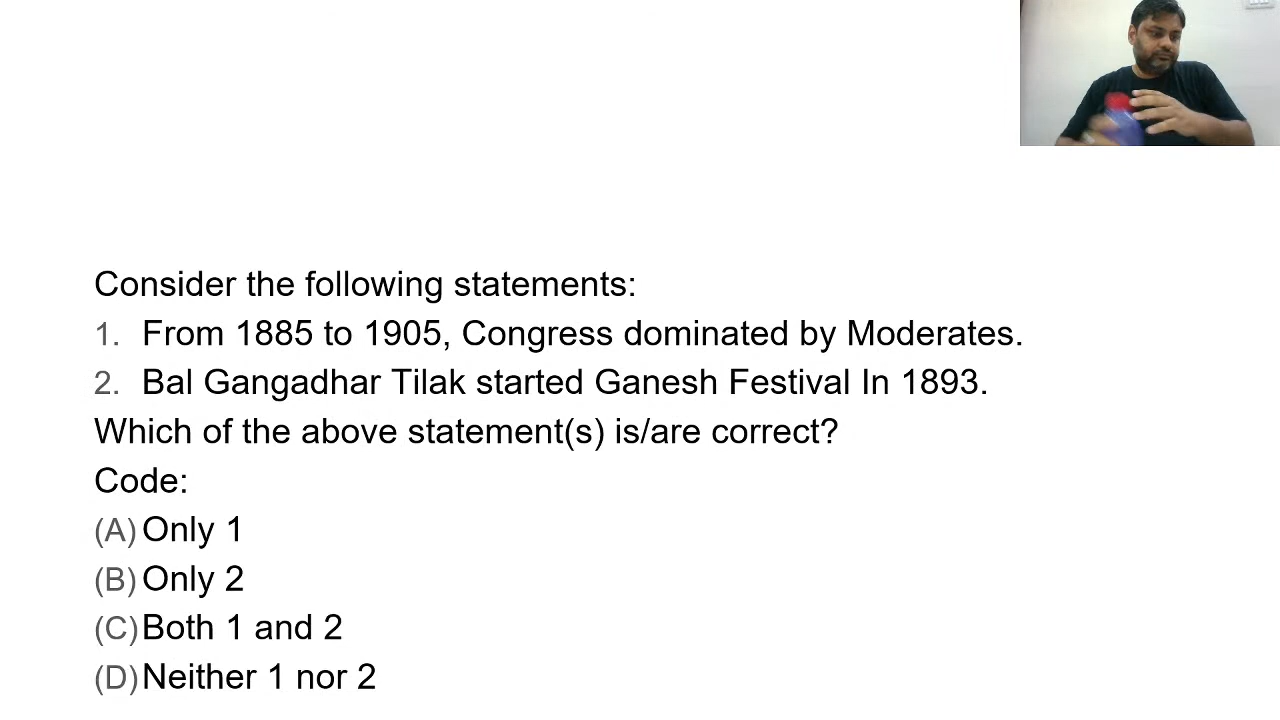 Consider the following statements:
1. From 1885 to 1905, Congress dominated by Moderates.
2. Bal Gangadhar Tilak started Ganesh Festival In 1893.
Which of the above statement(s) is/are correct?
Code:
(A) Only 1
(B) Only 2
(C) Both 1 and 2
(D) Neither 1 nor 2